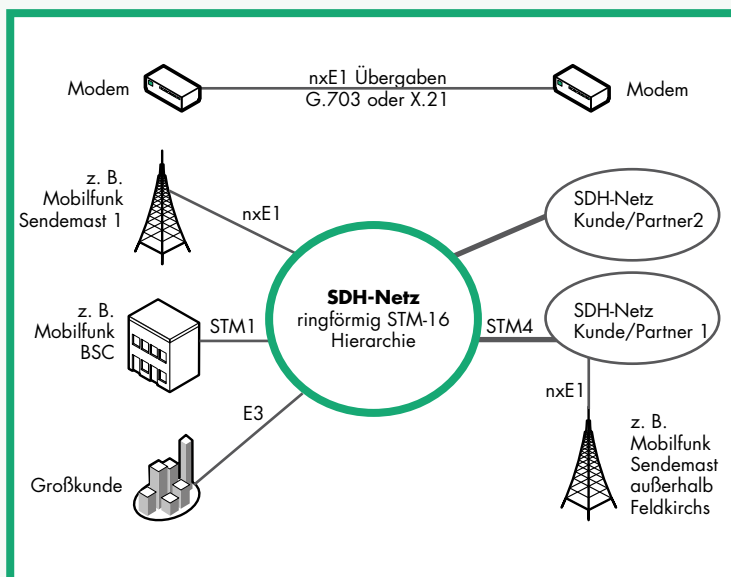 Modem
nxE1 Übergaben
G.703 oder X.21
Modem
z. B.
Mobilfunk
Sendemast 1
nxE1
SDH-Netz
Kunde/Partner2
z. B.
Mobilfunk
BSC
STM1
SDH-Netz
ringförmig STM-16
Hierarchie
STM4
SDH-Netz
Kunde/Partner 1
nxE1
E3
Großkunde
z. B.
Mobilfunk
Sendemast
außerhalb
Feldkirchs